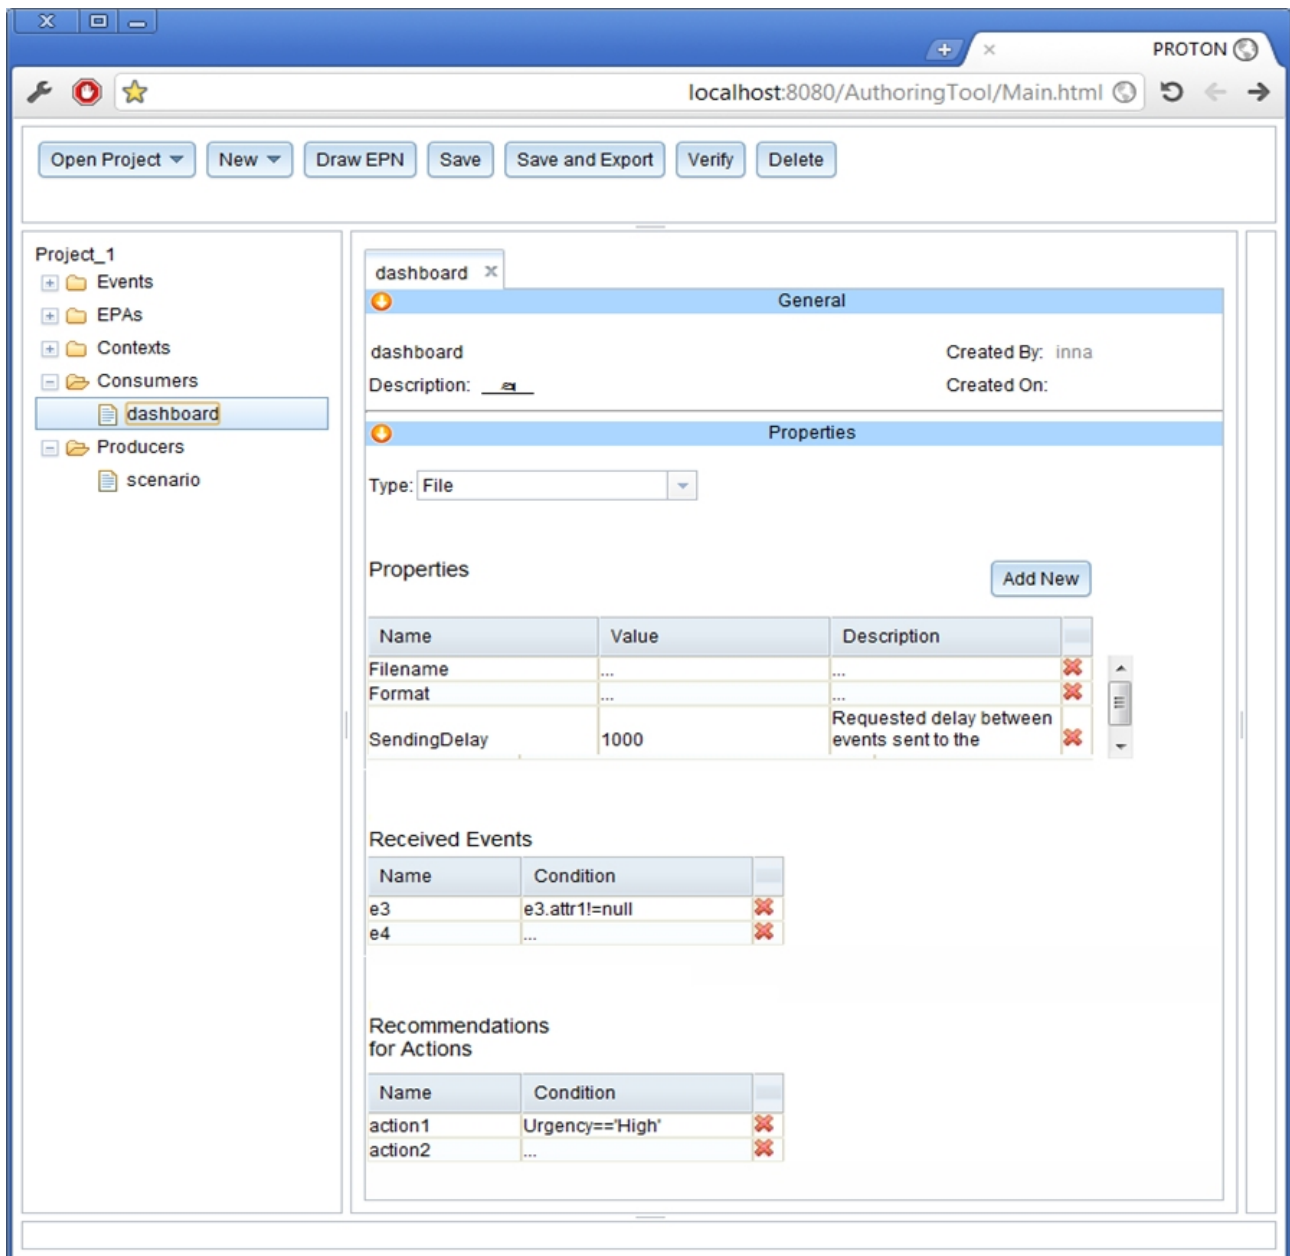 PROTON
localhost:8080/AuthoringTool/Main.html
Open Project New Draw EPN Save Save and Export Verify Delete
Project_1
Events
EPAs
Contexts
Consumers
dashboard
Producers
scenario
dashboard
General
dashboard Created By: inna
Description: Created On:
Properties
Type: File
Properties Add New
Name Value Description
Filename ... ...
Format ... ...
SendingDelay 1000 Requested delay between
events sent to the
Received Events
Name Condition
e3 e3.attr1!=null
e4 ...
Recommendations
for Actions
Name Condition
action1 Urgency=='High'
action2 ...